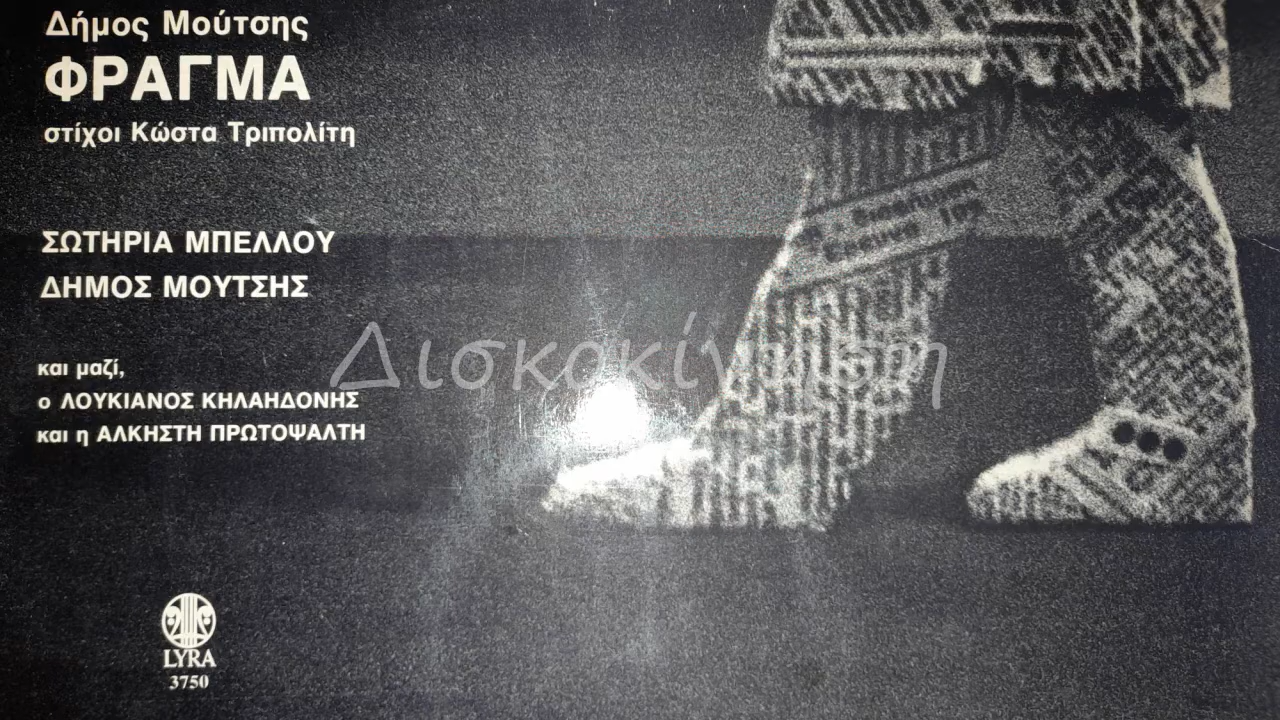 Δήμος Μούτσης
ΦΡΑΓΜΑ
στίχοι Κώστα Τριπολίτη
ΣΩΤΗΡΙΑ ΜΠΕΛΛΟΥ
ΔΗΜΟΣ ΜΟΥΤΣΗΣ
και μαζί,
ο ΛΟΥΚΙΑΝΟΣ ΚΗΛΑΗΔΟΝΗΣ
και η ΑΛΚΗΣΤΗ ΠΡΩΤΟΨΑΛΤΗ
Δισκοκίνηση
LYRA
3750